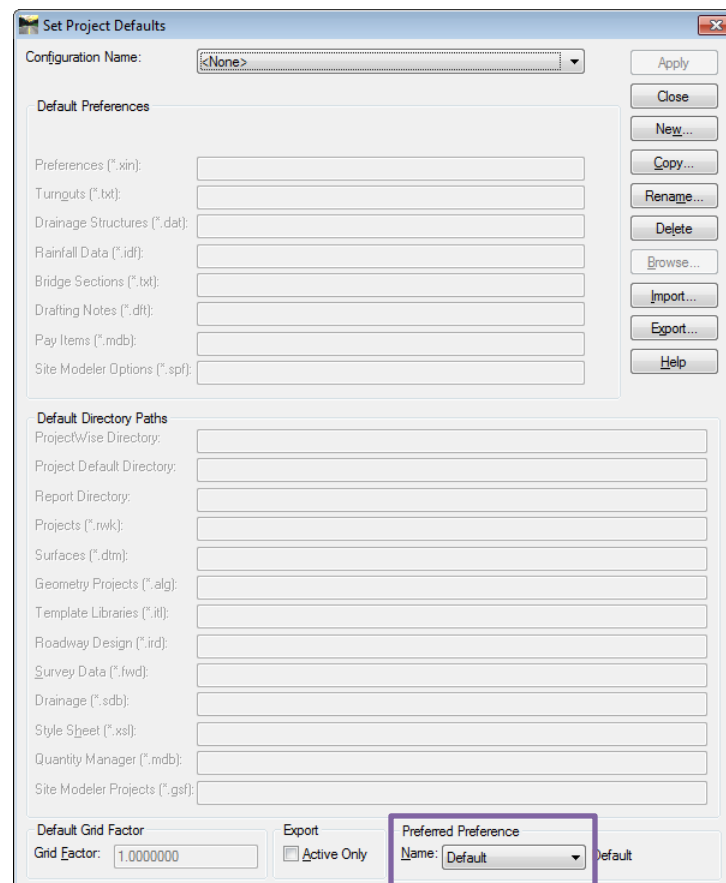 Set Project Defaults
Configuration Name: <None>
Apply
Close
New...
Copy...
Rename...
Delete
Browse...
Import...
Export...
Help
Default Preferences
Preferences (*.xin):
Turnouts (*.txt):
Drainage Structures (*.dat):
Rainfall Data (*.idf):
Bridge Sections (*.txt):
Drafting Notes (*.dft):
Pay Items (*.mdb):
Site Modeler Options (*.spf):
Default Directory Paths
ProjectWise Directory:
Project Default Directory:
Report Directory:
Projects (*.rwk):
Surfaces (*.dtm):
Geometry Projects (*.alg):
Template Libraries (*.itl):
Roadway Design (*.ird):
Survey Data (*.fwd):
Drainage (*.sdb):
Style Sheet (*.xsl):
Quantity Manager (*.mdb):
Site Modeler Projects (*.gsf):
Default Grid Factor
Grid Factor: 1.0000000
Export
Active Only
Preferred Preference
Name: Default Default